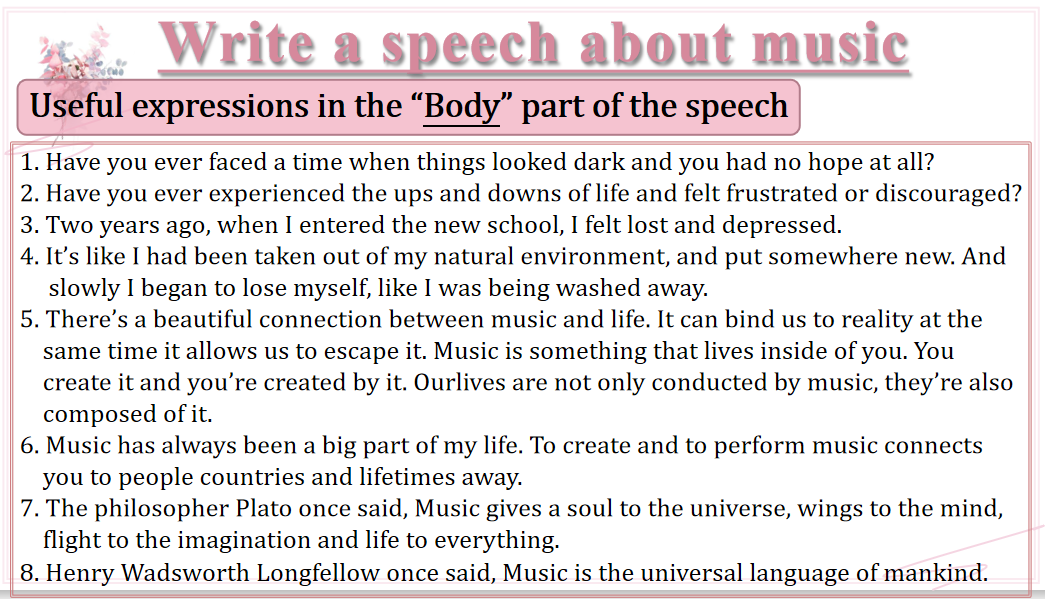 Write a speech about music
Useful expressions in the “Body” part of the speech
1. Have you ever faced a time when things looked dark and you had no hope at all?
2. Have you ever experienced the ups and downs of life and felt frustrated or discouraged?
3. Two years ago, when I entered the new school, I felt lost and depressed.
4. It’s like I had been taken out of my natural environment, and put somewhere new. And
slowly I began to lose myself, like I was being washed away.
5. There’s a beautiful connection between music and life. It can bind us to reality at the
same time it allows us to escape it. Music is something that lives inside of you. You
create it and you’re created by it. Ourlives are not only conducted by music, they’re also
composed of it.
6. Music has always been a big part of my life. To create and to perform music connects
you to people countries and lifetimes away.
7. The philosopher Plato once said, Music gives a soul to the universe, wings to the mind,
flight to the imagination and life to everything.
8. Henry Wadsworth Longfellow once said, Music is the universal language of mankind.